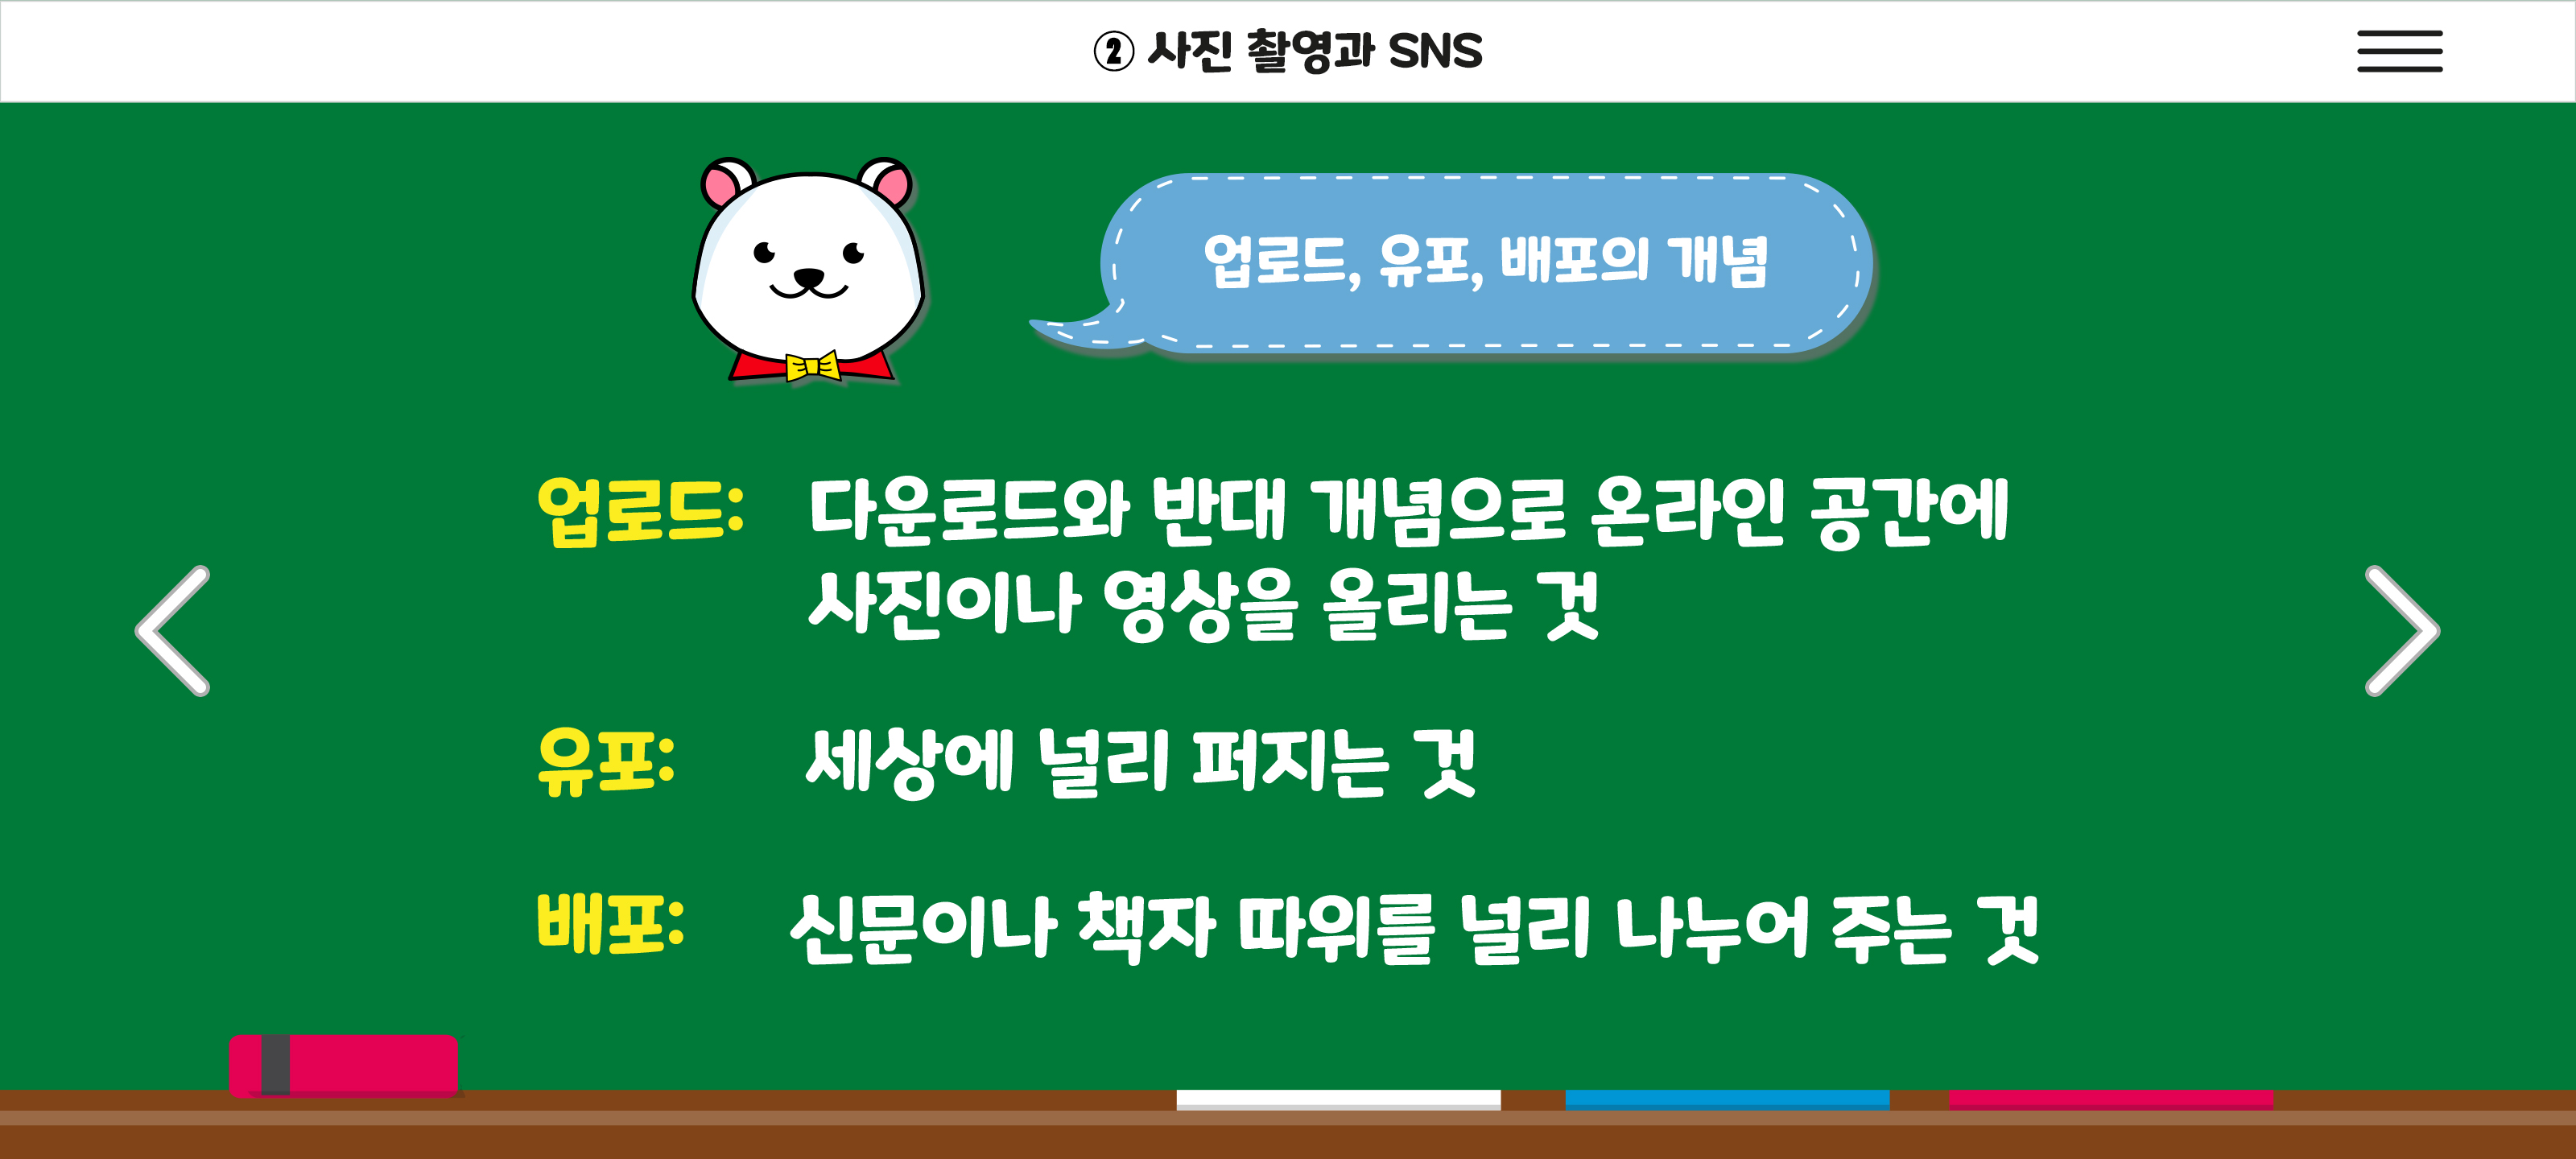 ② 사진 촬영과 SNS
업로드, 유포, 배포의 개념
업로드: 다운로드와 반대 개념으로 온라인 공간에
사진이나 영상을 올리는 것
유포: 세상에 널리 퍼지는 것
배포: 신문이나 책자 따위를 널리 나누어 주는 것